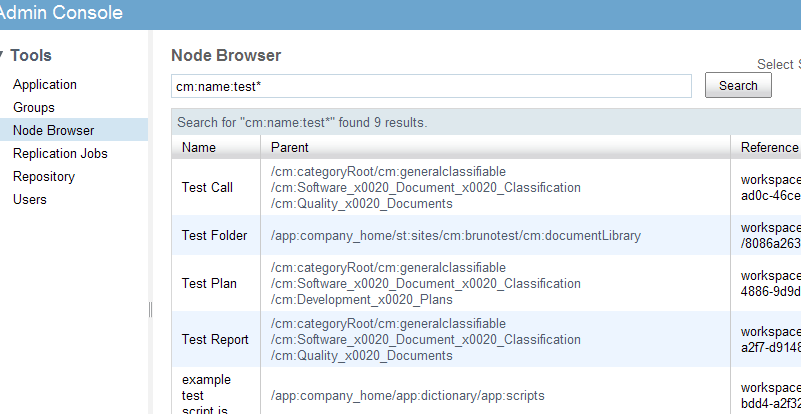 Admin Console
Tools
Application
Groups
Node Browser
Replication Jobs
Repository
Users
Node Browser
Select S
cm:name:test*
Search
Search for "cm:name:test*" found 9 results.
Name Parent Reference
Test Call
/cm:categoryRoot/cm:generalclassifiable
/cm:Software_x0020_Document_x0020_Classification
/cm:Quality_x0020_Documents
workspace
ad0c-46ce
Test Folder
/app:company_home/st:sites/cm:brunotest/cm:documentLibrary
workspace
/8086a263
Test Plan
/cm:categoryRoot/cm:generalclassifiable
/cm:Software_x0020_Document_x0020_Classification
/cm:Development_x0020_Plans
workspace
4886-9d9d
Test Report
/cm:categoryRoot/cm:generalclassifiable
/cm:Software_x0020_Document_x0020_Classification
/cm:Quality_x0020_Documents
workspace
a2f7-d9148
example
test
script.js
/app:company_home/app:dictionary/app:scripts
workspace
bdd4-a2f32